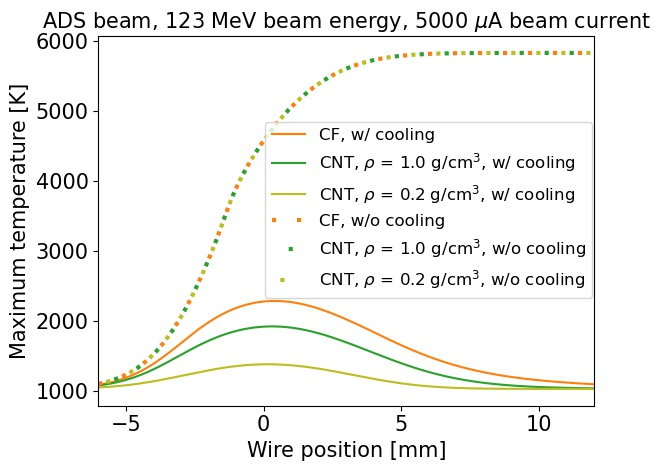 ADS beam, 123 MeV beam energy, 5000 μA beam current
Maximum temperature [K]
6000
5000
4000
3000
2000
1000
CF, w/ cooling
CNT, ρ = 1.0 g/cm³, w/ cooling
CNT, ρ = 0.2 g/cm³, w/ cooling
CF, w/o cooling
CNT, ρ = 1.0 g/cm³, w/o cooling
CNT, ρ = 0.2 g/cm³, w/o cooling
−5 0 5 10
Wire position [mm]